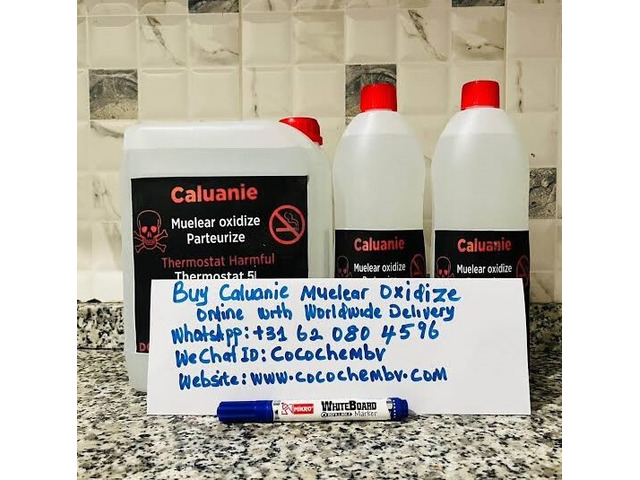 Caluanie
Muelear oxidize
Parteurize
Thermostat Harmful
Thermostat 5l
Caluanie
Muelear oxidize
Caluanie
Muelear oxidize
Buy Caluanie Muelear Oxidize
online with Worldwide Delivery
WhatsApp: +31 62 080 4596
WeChat ID: Cocochembv
Website: www.cocochembv.com
MIKRO
WHITEBOARD
Marker